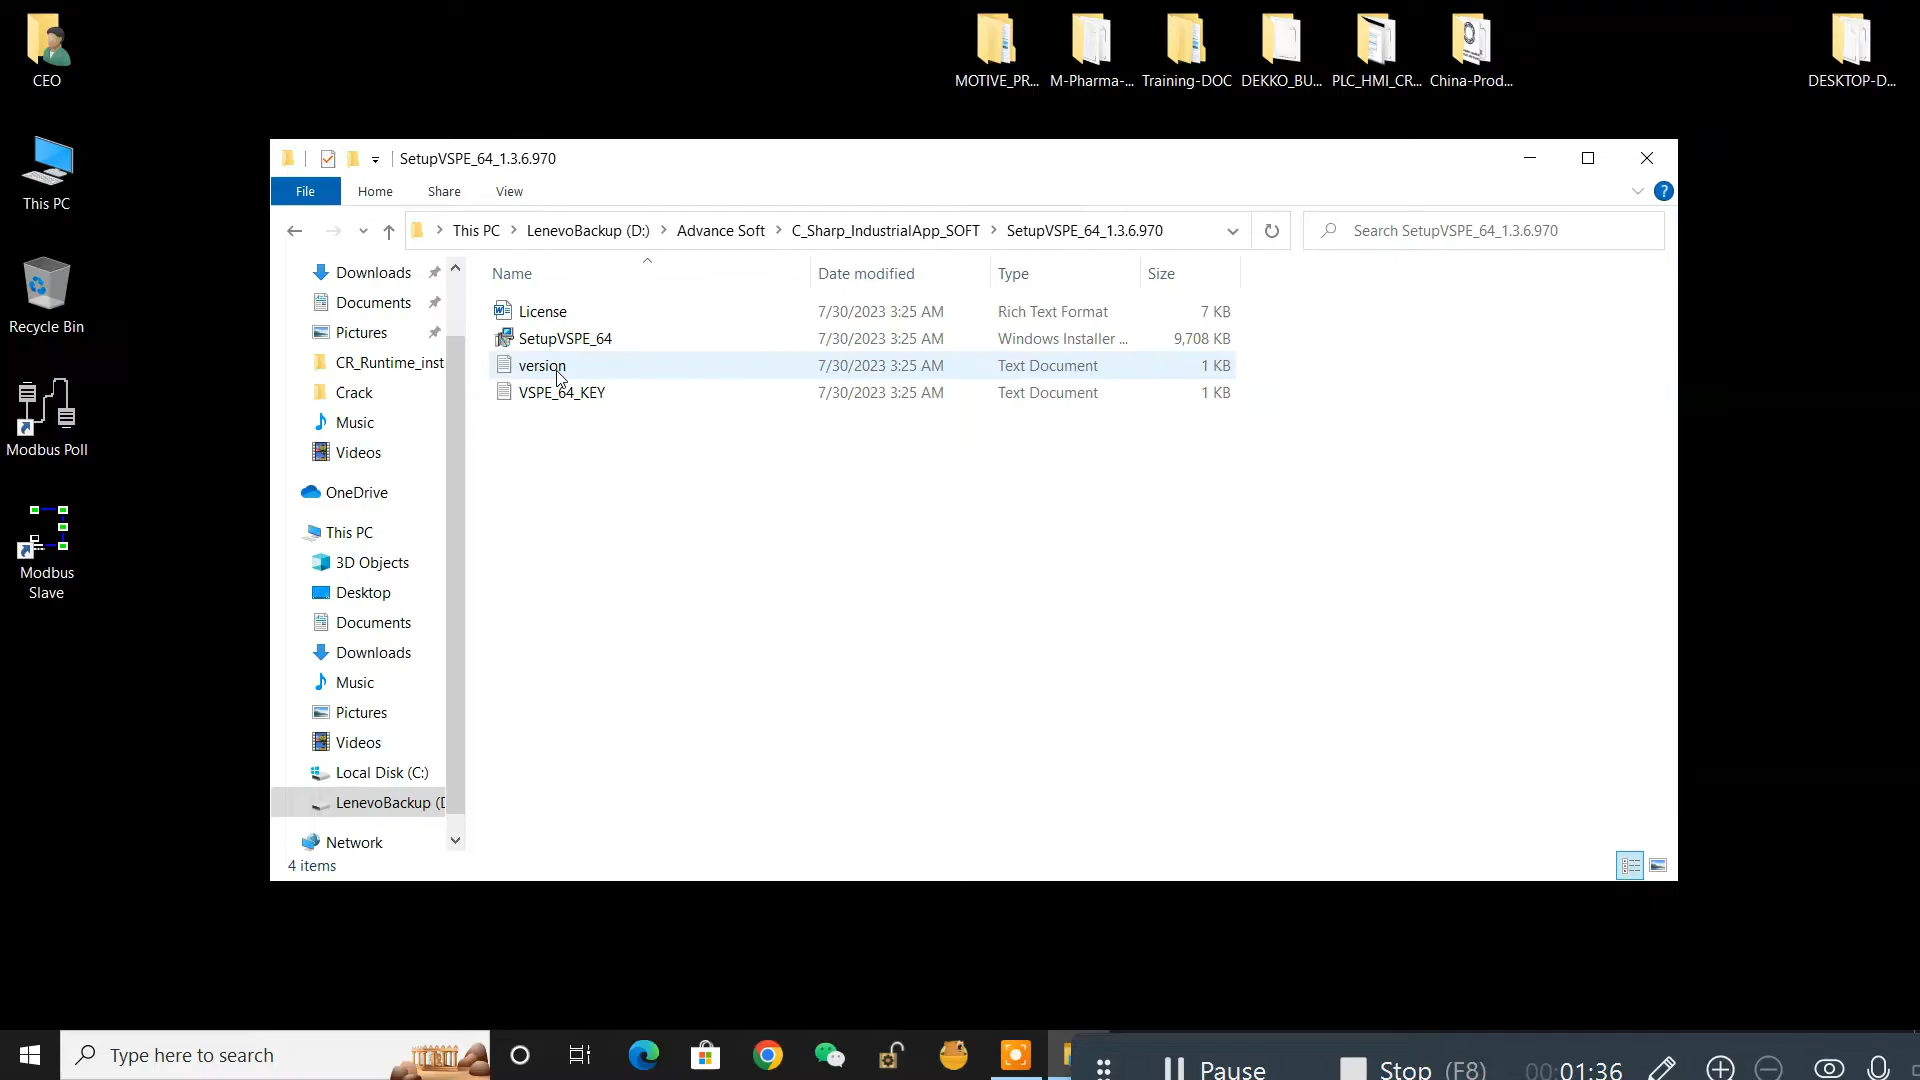 CEO
MOTIVE_PR...
M-Pharma-...
Training-DOC
DEKKO_BU...
PLC_HMI_CR...
China-Prod...
DESKTOP-D...
This PC
Recycle Bin
Modbus Poll
Modbus
Slave
SetupVSPE_64_1.3.6.970
File Home Share View
This PC LenevoBackup (D:) Advance Soft C_Sharp_IndustrialApp_SOFT SetupVSPE_64_1.3.6.970
Search SetupVSPE_64_1.3.6.970
Name Date modified Type Size
License 7/30/2023 3:25 AM Rich Text Format 7 KB
SetupVSPE_64 7/30/2023 3:25 AM Windows Installer ... 9,708 KB
version 7/30/2023 3:25 AM Text Document 1 KB
VSPE_64_KEY 7/30/2023 3:25 AM Text Document 1 KB
Downloads
Documents
Pictures
CR_Runtime_inst
Crack
Music
Videos
OneDrive
This PC
3D Objects
Desktop
Documents
Downloads
Music
Pictures
Videos
Local Disk (C:)
LenevoBackup (D
Network
4 items
Type here to search
Pause
Stop (F8)
00:01:36